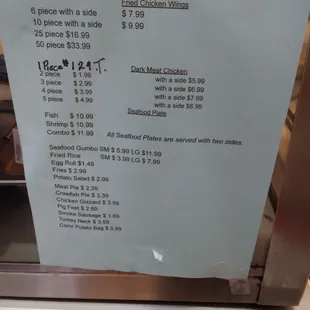 Fried Chicken Wings
6 piece with a side $ 7.99
10 piece with a side $ 9.99
25 piece $16.99
50 piece $33.99
1 Piece $1.29 T.
Dark Meat Chicken
2 piece $ 1.99 with a side $5.99
3 piece $ 2.99 with a side $6.99
4 piece $ 3.99 with a side $7.99
5 piece $ 4.99 with a side $8.99
Seafood Plate
Fish $ 10.99
Shrimp $ 10.99
Combo $ 11.99 All Seafood Plates are served with two sides.
Seafood Gumbo SM $ 5.99 LG $11.99
Fried Rice SM $ 3.99 LG $ 7.99
Egg Roll $1.49
Fries $ 2.99
Potato Salad $ 2.99
Meat Pie $ 2.39
Crawfish Pie $ 3.39
Chicken Gizzard $ 3.99
Pig Feet $ 2.89
Smoke Sausage $ 1.69
Turkey Neck $ 3.69
Potato Bag $ 5.99